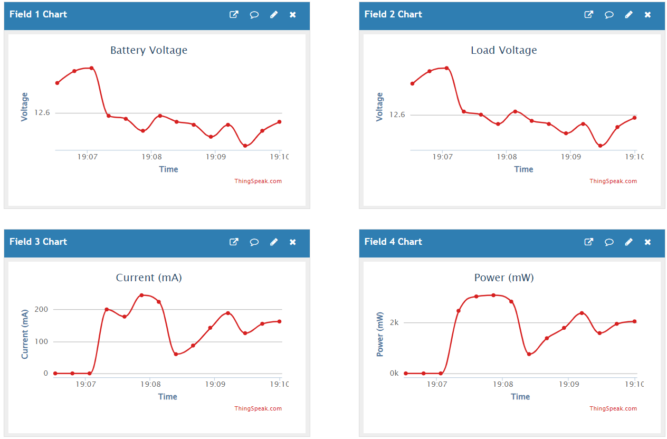 Field 1 Chart
Battery Voltage
Voltage
12.6
19:07 19:08 19:09 19:10
Time
ThingSpeak.com
Field 2 Chart
Load Voltage
Voltage
12.6
19:07 19:08 19:09 19:10
Time
ThingSpeak.com
Field 3 Chart
Current (mA)
Current (mA)
200
100
0
19:07 19:08 19:09 19:10
Time
ThingSpeak.com
Field 4 Chart
Power (mW)
Power (mW)
2k
0k
19:07 19:08 19:09 19:10
Time
ThingSpeak.com